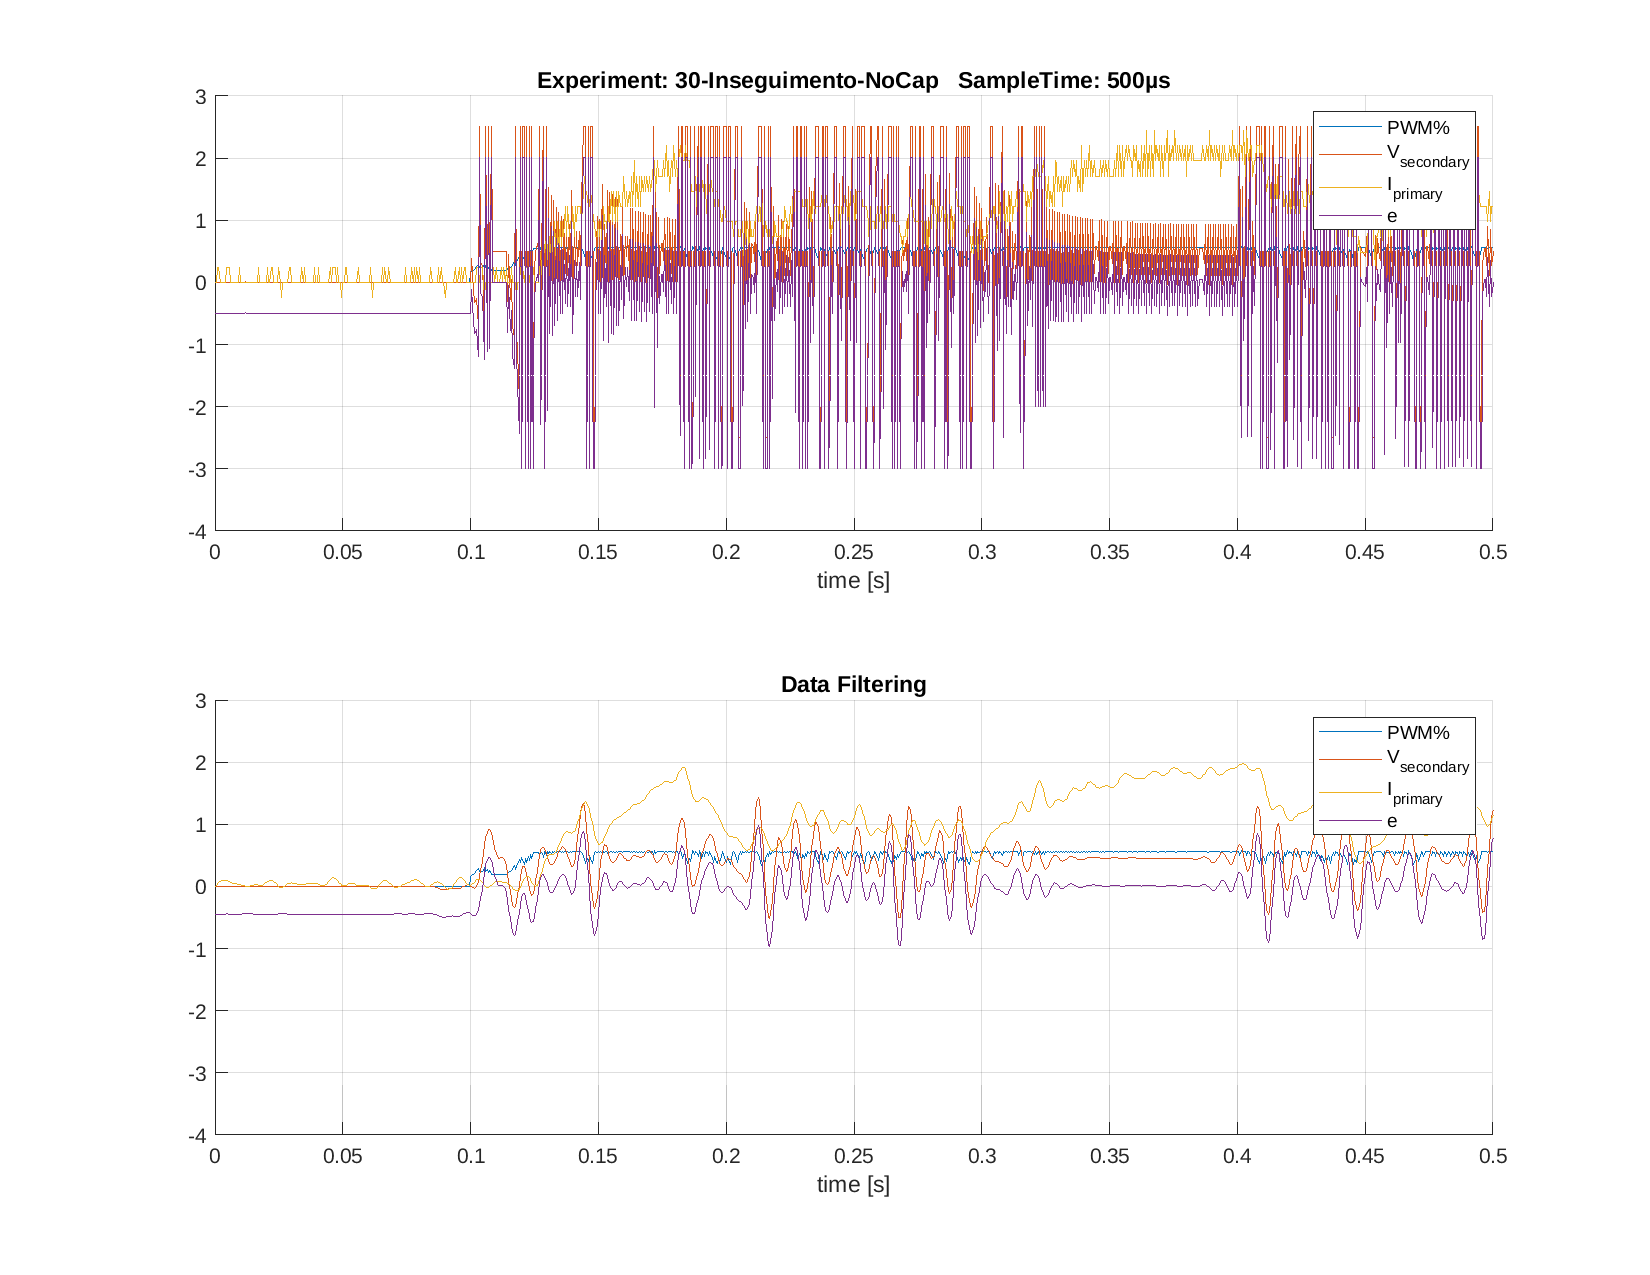 Experiment: 30-Inseguimento-NoCap   SampleTime: 500µs
3
2
1
0
-1
-2
-3
-4
0 0.05 0.1 0.15 0.2 0.25 0.3 0.35 0.4 0.45 0.5
time [s]
PWM%
Vsecondary
Iprimary
e
Data Filtering
3
2
1
0
-1
-2
-3
-4
0 0.05 0.1 0.15 0.2 0.25 0.3 0.35 0.4 0.45 0.5
time [s]
PWM%
Vsecondary
Iprimary
e